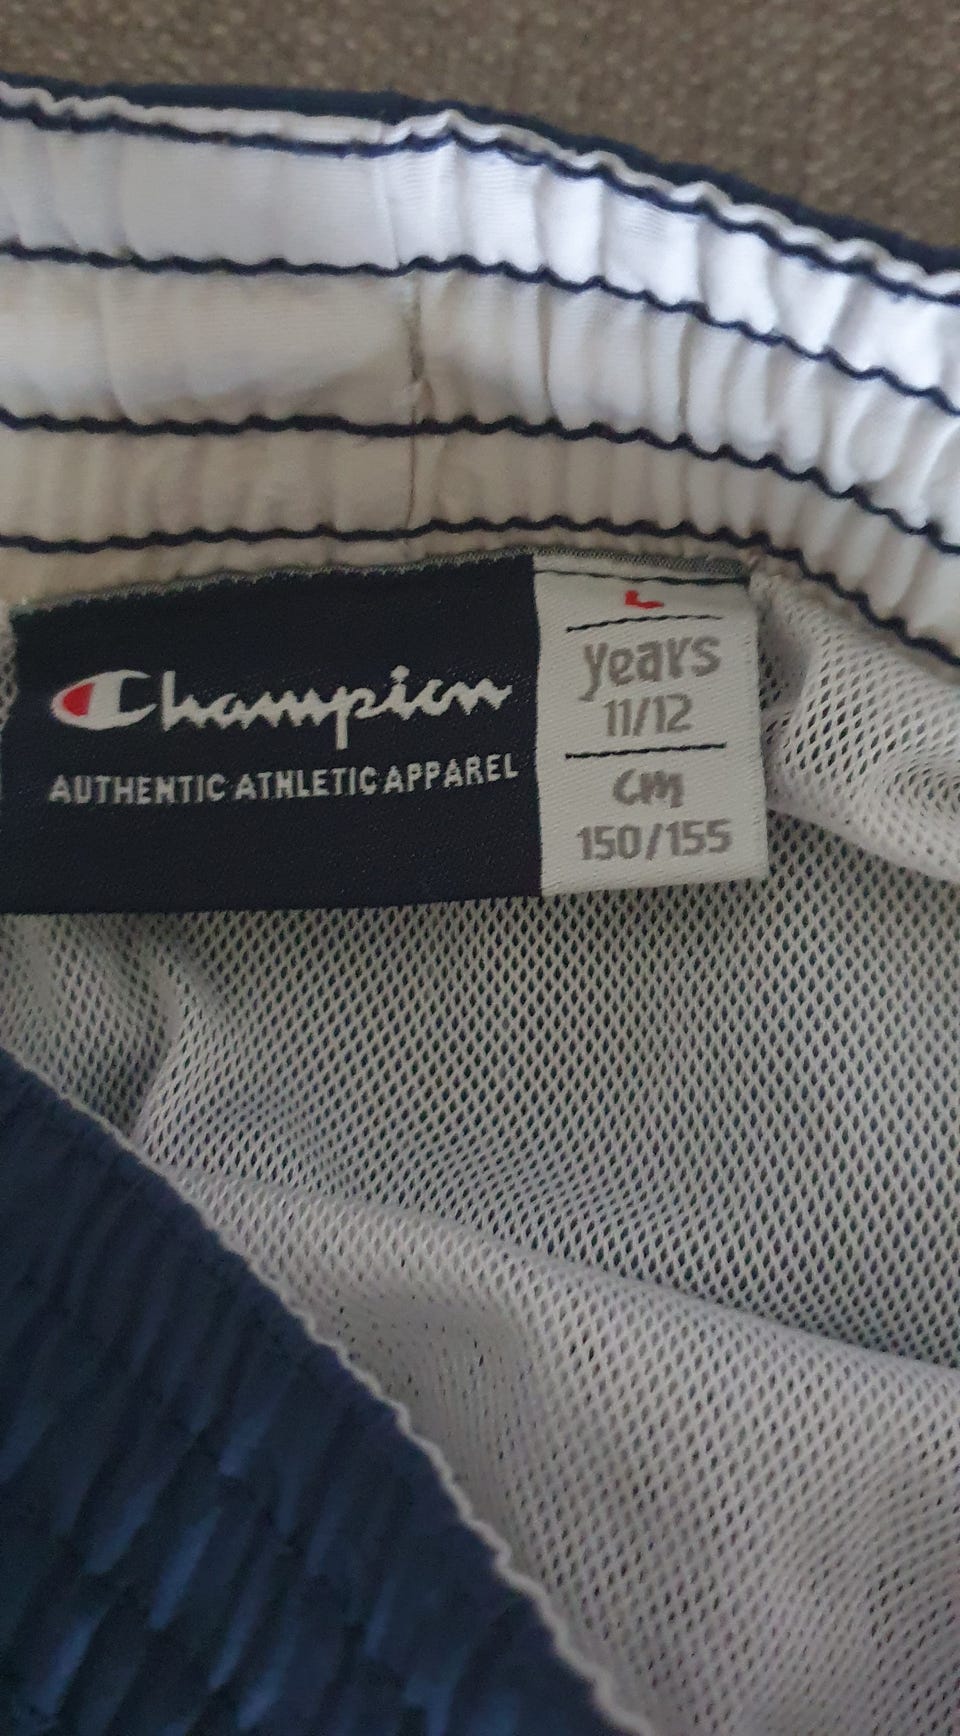 Champion
AUTHENTIC ATHLETIC APPAREL
L
years
11/12
cm
150/155